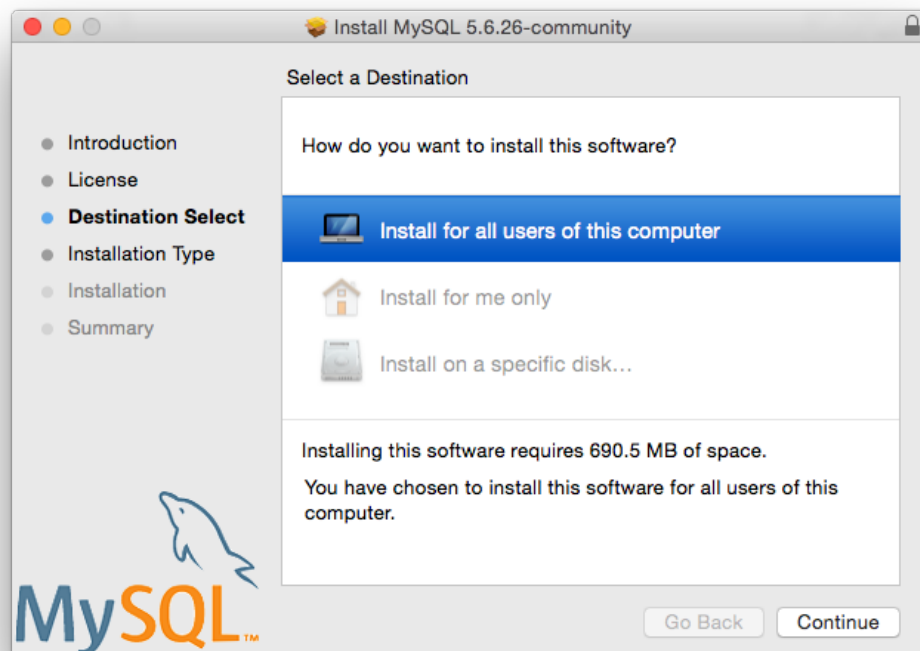 Install MySQL 5.6.26-community
Select a Destination
Introduction
License
Destination Select
Installation Type
Installation
Summary
How do you want to install this software?
Install for all users of this computer
Install for me only
Install on a specific disk...
Installing this software requires 690.5 MB of space.
You have chosen to install this software for all users of this
computer.
MySQL™
Go Back
Continue